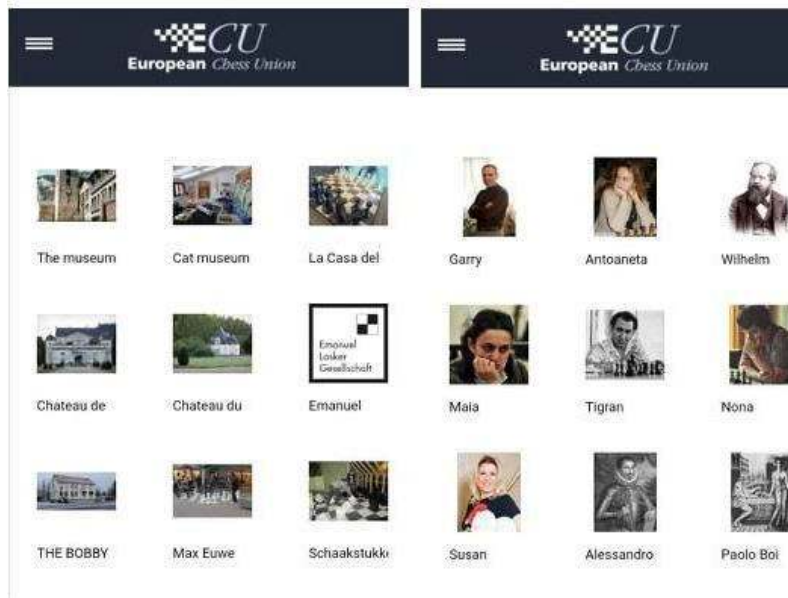 ECU
European Chess Union
The museum
Cat museum
La Casa del
Chateau de
Chateau du
Emanuel
Lasker
Gesellschaft
Emanuel
THE BOBBY
Max Euwe
Schaakstukk
ECU
European Chess Union
Garry
Antoaneta
Wilhelm
Maia
Tigran
Nona
Susan
Alessandro
Paolo Boi